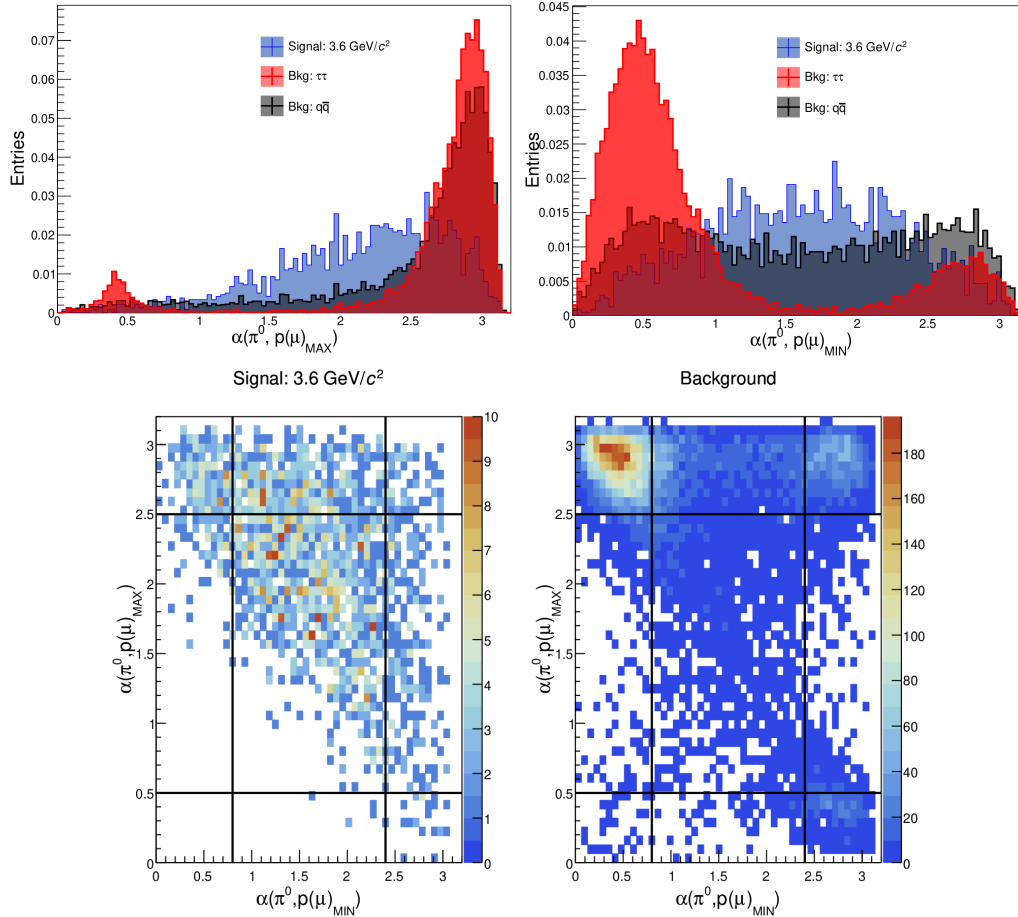 0.07
0.06
0.05
0.04
0.03
0.02
0.01
0
Entries
Signal: 3.6 GeV/c²
Bkg: ττ
Bkg: qq̅
0 0.5 1 1.5 2 2.5 3
α(π⁰, p(μ)_MAX)
0.045
0.04
0.035
0.03
0.025
0.02
0.015
0.01
0.005
0
Entries
Signal: 3.6 GeV/c²
Bkg: ττ
Bkg: qq̅
0 0.5 1 1.5 2 2.5 3
α(π⁰, p(μ)_MIN)
Signal: 3.6 GeV/c²
3
2.5
2
1.5
1
0.5
0
α(π⁰,p(μ)_MAX)
0 0.5 1 1.5 2 2.5 3
α(π⁰,p(μ)_MIN)
10
9
8
7
6
5
4
3
2
1
0
Background
3
2.5
2
1.5
1
0.5
0
α(π⁰,p(μ)_MAX)
0 0.5 1 1.5 2 2.5 3
α(π⁰,p(μ)_MIN)
180
160
140
120
100
80
60
40
20
0